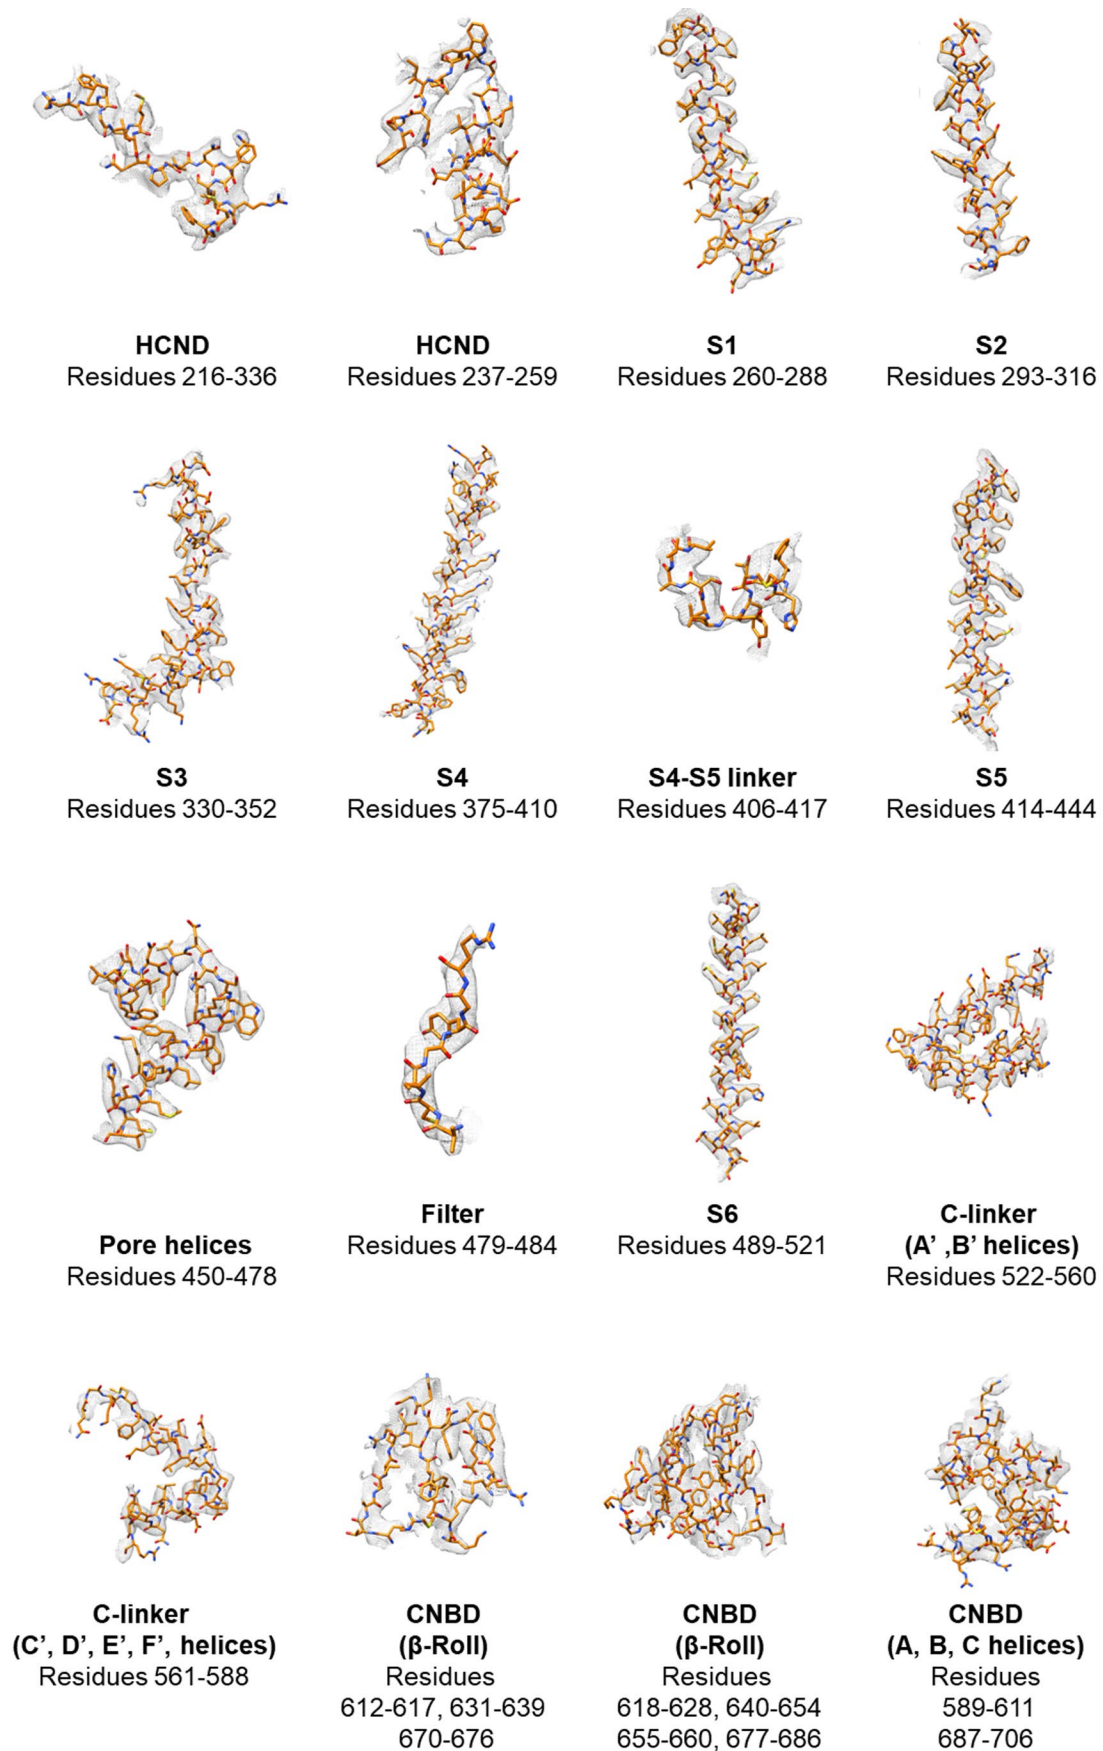 HCND
Residues 216-336
HCND
Residues 237-259
S1
Residues 260-288
S2
Residues 293-316
S3
Residues 330-352
S4
Residues 375-410
S4-S5 linker
Residues 406-417
S5
Residues 414-444
Pore helices
Residues 450-478
Filter
Residues 479-484
S6
Residues 489-521
C-linker
(A’ ,B’ helices)
Residues 522-560
C-linker
(C’, D’, E’, F’, helices)
Residues 561-588
CNBD
(β-Roll)
Residues
612-617, 631-639
670-676
CNBD
(β-Roll)
Residues
618-628, 640-654
655-660, 677-686
CNBD
(A, B, C helices)
Residues
589-611
687-706